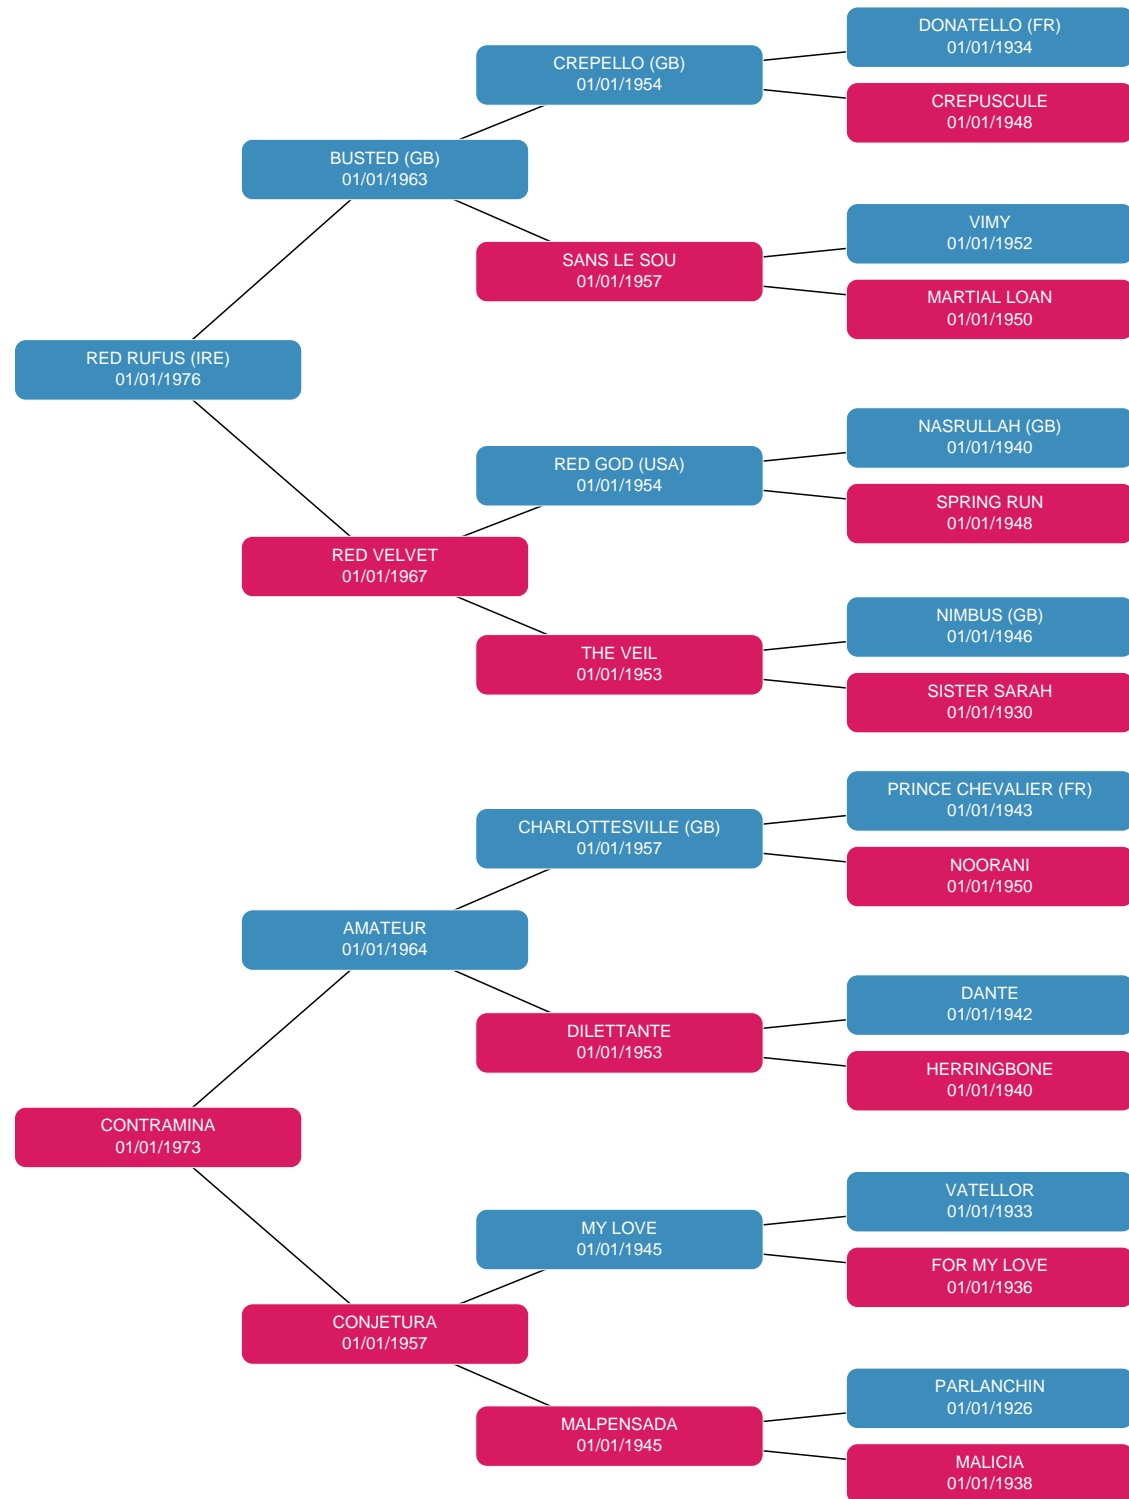 DONATELLO (FR)
01/01/1934
CREPELLO (GB)
01/01/1954
CREPUSCULE
01/01/1948
BUSTED (GB)
01/01/1963
VIMY
01/01/1952
SANS LE SOU
01/01/1957
MARTIAL LOAN
01/01/1950
RED RUFUS (IRE)
01/01/1976
NASRULLAH (GB)
01/01/1940
RED GOD (USA)
01/01/1954
SPRING RUN
01/01/1948
RED VELVET
01/01/1967
NIMBUS (GB)
01/01/1946
THE VEIL
01/01/1953
SISTER SARAH
01/01/1930
PRINCE CHEVALIER (FR)
01/01/1943
CHARLOTTESVILLE (GB)
01/01/1957
NOORANI
01/01/1950
AMATEUR
01/01/1964
DANTE
01/01/1942
DILETTANTE
01/01/1953
HERRINGBONE
01/01/1940
CONTRAMINA
01/01/1973
VATELLOR
01/01/1933
MY LOVE
01/01/1945
FOR MY LOVE
01/01/1936
CONJETURA
01/01/1957
PARLANCHIN
01/01/1926
MALPENSADA
01/01/1945
MALICIA
01/01/1938